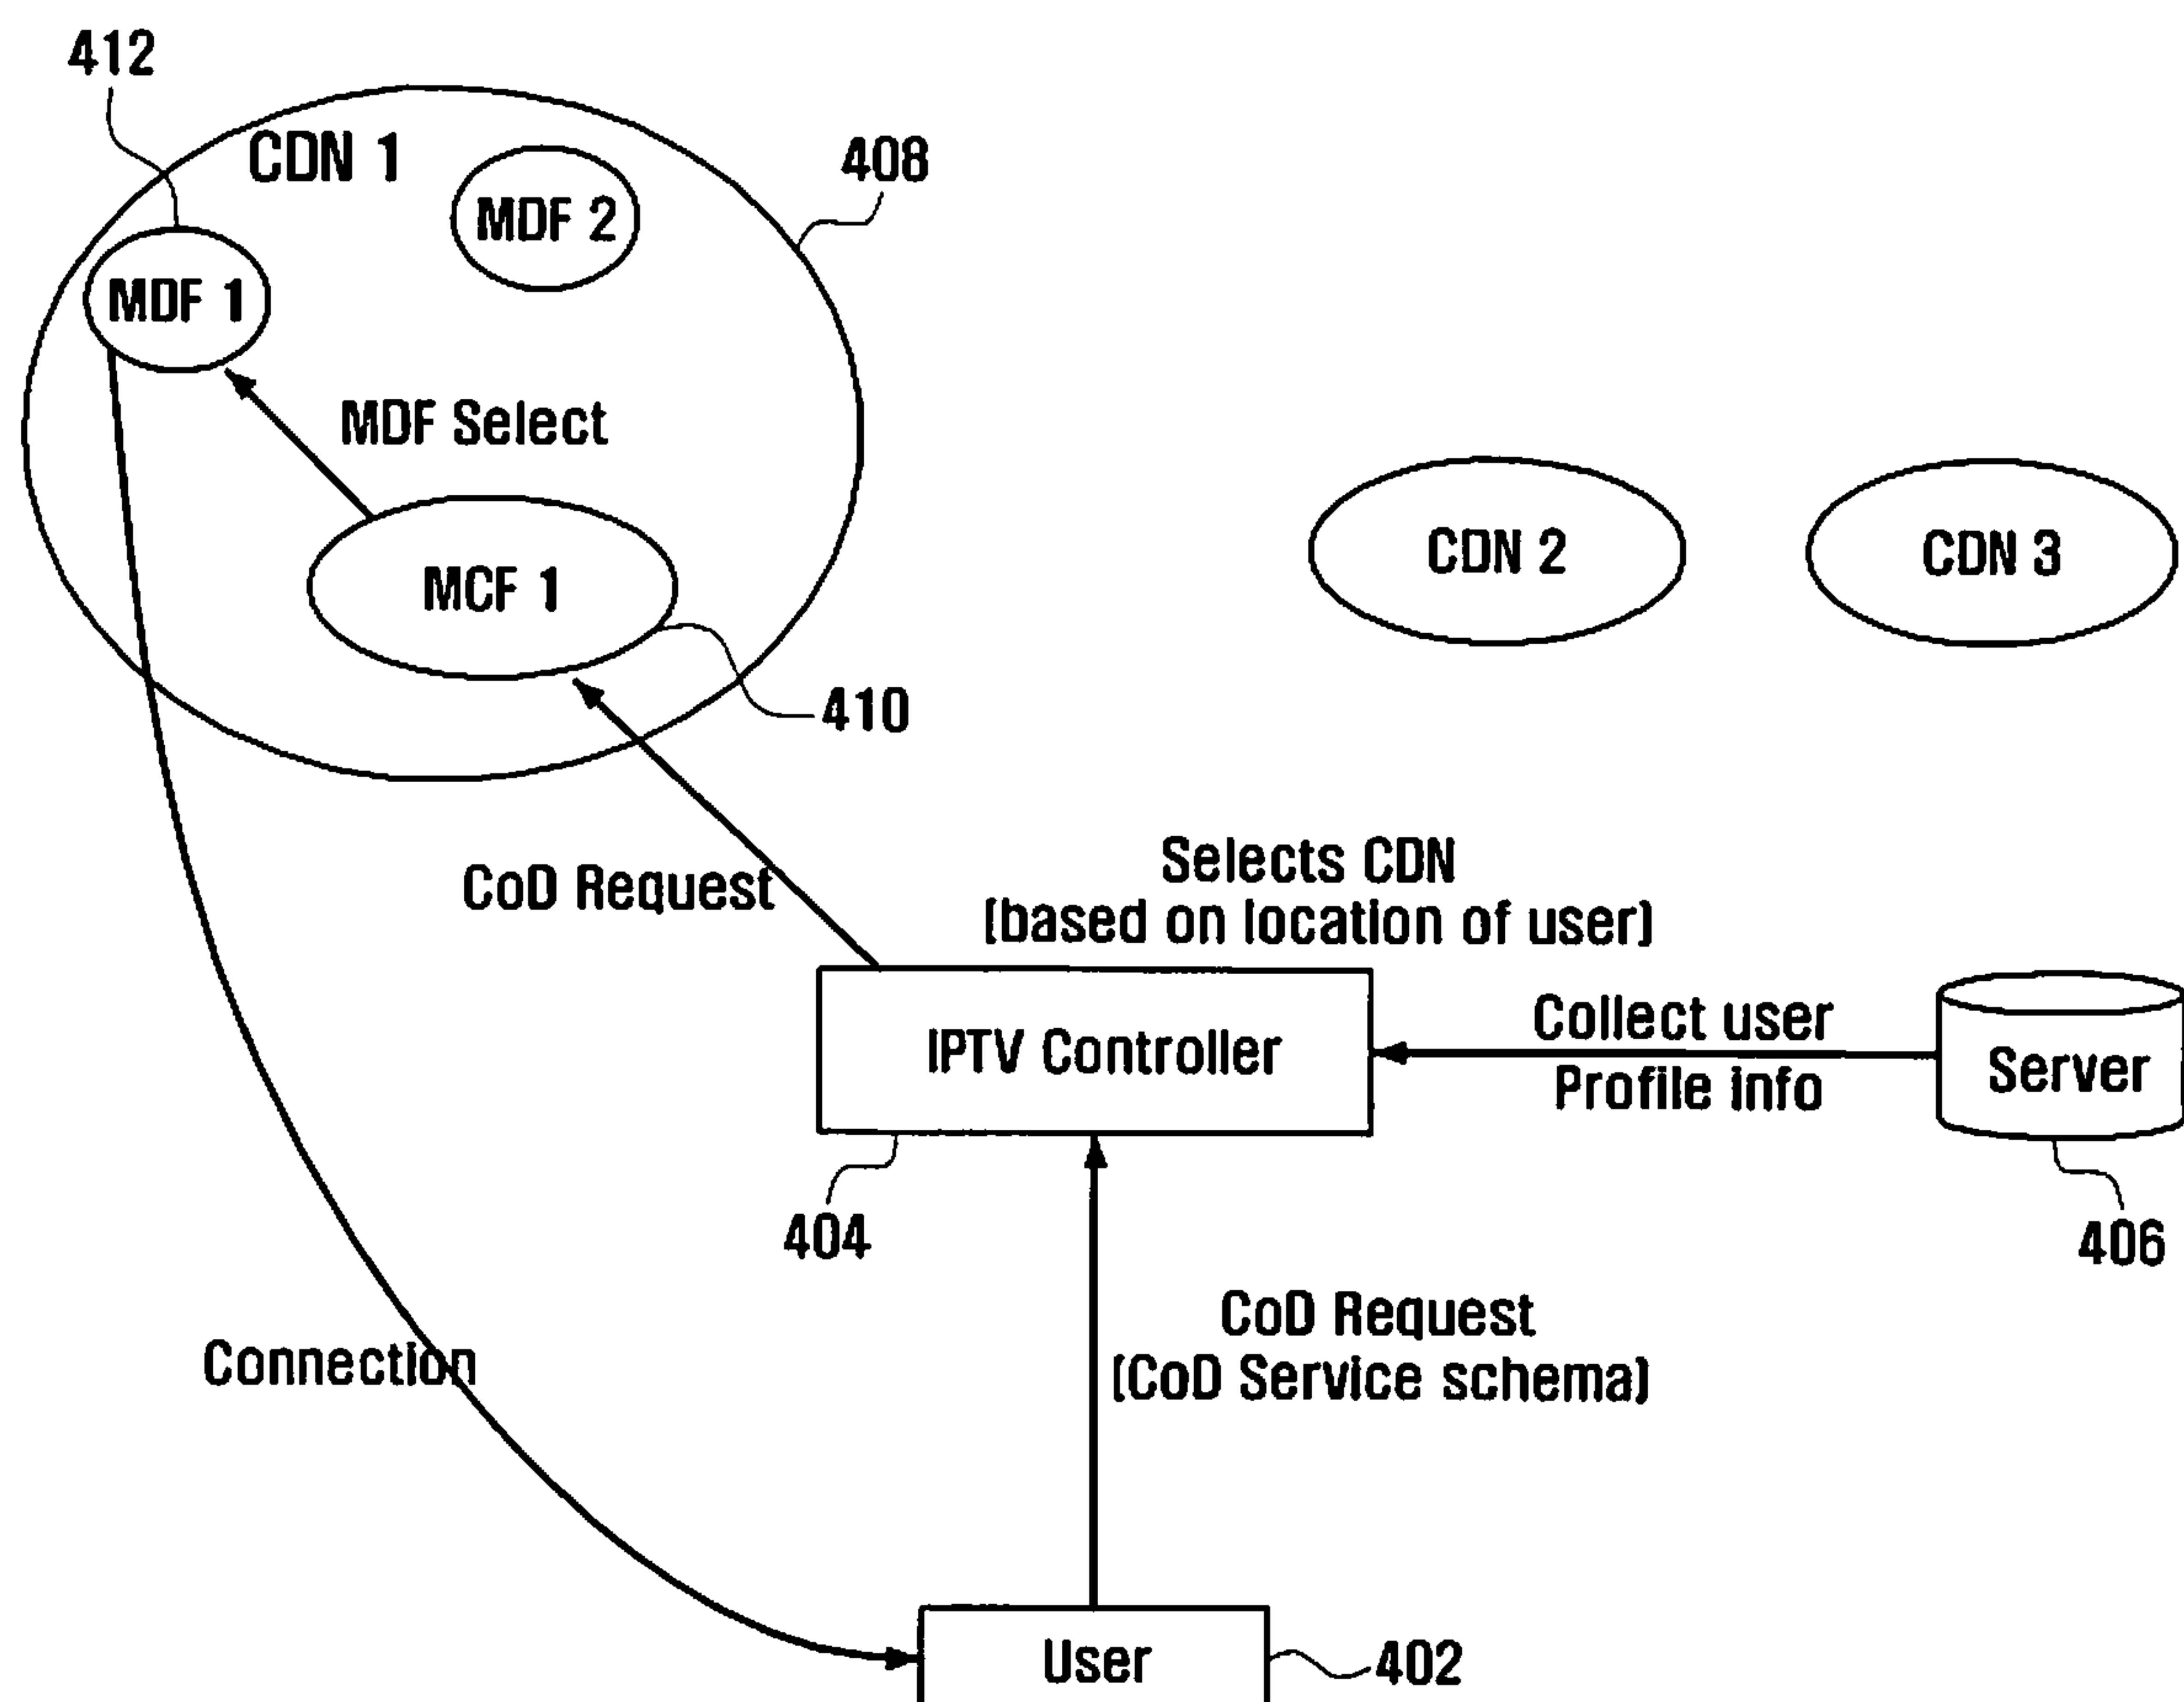 412
CDN 1
408
MDF 2
MDF 1
MDF Select
MCF 1
CDN 2
CDN 3
410
CoD Request
Selects CDN
(based on location of user)
IPTV Controller
Collect user
Profile info
Server
404
406
CoD Request
(CoD Service schema)
Connection
User
402